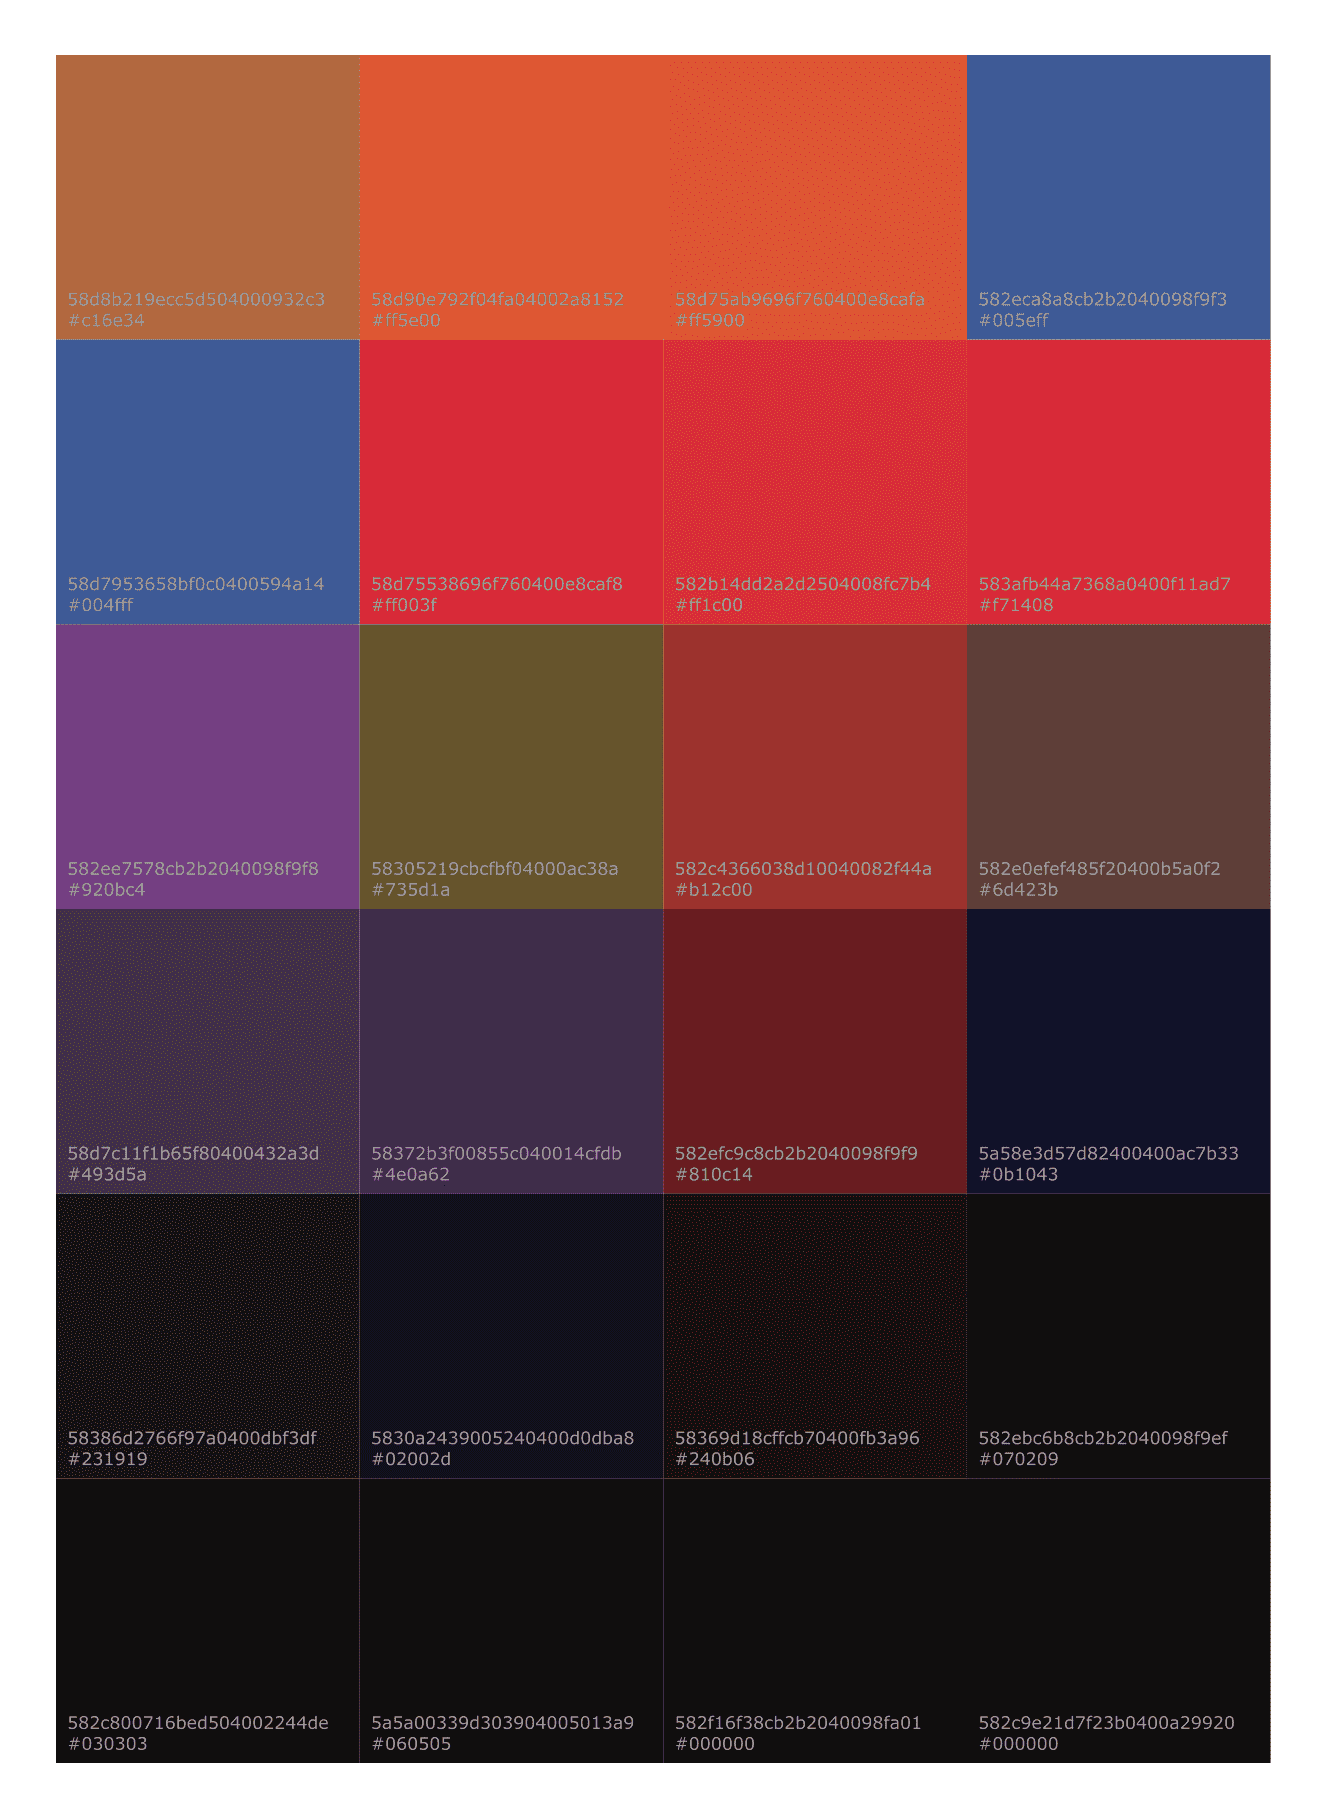 58d8b219ecc5d504000932c3
#c16e34
58d90e792f04fa04002a8152
#ff5e00
58d75ab9696f760400e8cafa
#ff5900
582eca8a8cb2b2040098f9f3
#005eff
58d7953658bf0c0400594a14
#004fff
58d75538696f760400e8caf8
#ff003f
582b14dd2a2d2504008fc7b4
#ff1c00
583afb44a7368a0400f11ad7
#f71408
582ee7578cb2b2040098f9f8
#920bc4
58305219cbcfbf04000ac38a
#735d1a
582c4366038d10040082f44a
#b12c00
582e0efef485f20400b5a0f2
#6d423b
58d7c11f1b65f80400432a3d
#493d5a
58372b3f00855c040014cfdb
#4e0a62
582efc9c8cb2b2040098f9f9
#810c14
5a58e3d57d82400400ac7b33
#0b1043
58386d2766f97a0400dbf3df
#231919
5830a2439005240400d0dba8
#02002d
58369d18cffcb70400fb3a96
#240b06
582ebc6b8cb2b2040098f9ef
#070209
582c800716bed504002244de
#030303
5a5a00339d303904005013a9
#060505
582f16f38cb2b2040098fa01
#000000
582c9e21d7f23b0400a29920
#000000